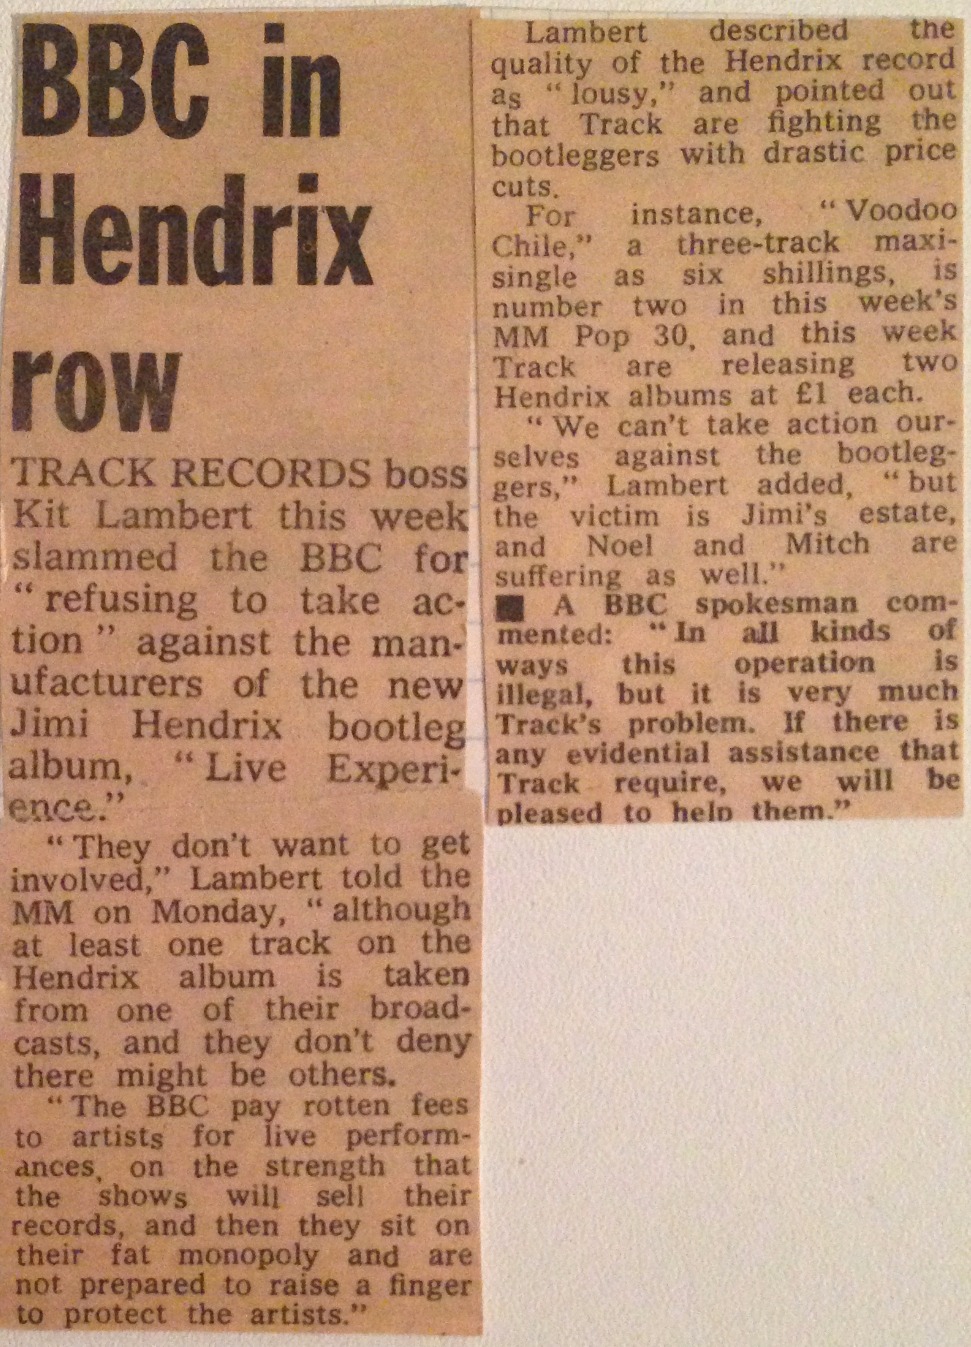 BBC in
Hendrix
row
TRACK RECORDS boss
Kit Lambert this week
slammed the BBC for
“refusing to take ac-
tion” against the man-
ufacturers of the new
Jimi Hendrix bootleg
album, “Live Experi-
ence.”
“They don't want to get
involved,” Lambert told the
MM on Monday, “although
at least one track on the
Hendrix album is taken
from one of their broad-
casts, and they don't deny
there might be others.
“The BBC pay rotten fees
to artists for live perform-
ances, on the strength that
the shows will sell their
records, and then they sit on
their fat monopoly and are
not prepared to raise a finger
to protect the artists.”
Lambert described the
quality of the Hendrix record
as “lousy,” and pointed out
that Track are fighting the
bootleggers with drastic price
cuts.
For instance, “Voodoo
Chile,” a three-track maxi-
single as six shillings, is
number two in this week's
MM Pop 30, and this week
Track are releasing two
Hendrix albums at £1 each.
“We can't take action our-
selves against the bootleg-
gers,” Lambert added, “but
the victim is Jimi's estate,
and Noel and Mitch are
suffering as well.”
■ A BBC spokesman com-
mented: “In all kinds of
ways this operation is
illegal, but it is very much
Track's problem. If there is
any evidential assistance that
Track require, we will be
pleased to help them.”